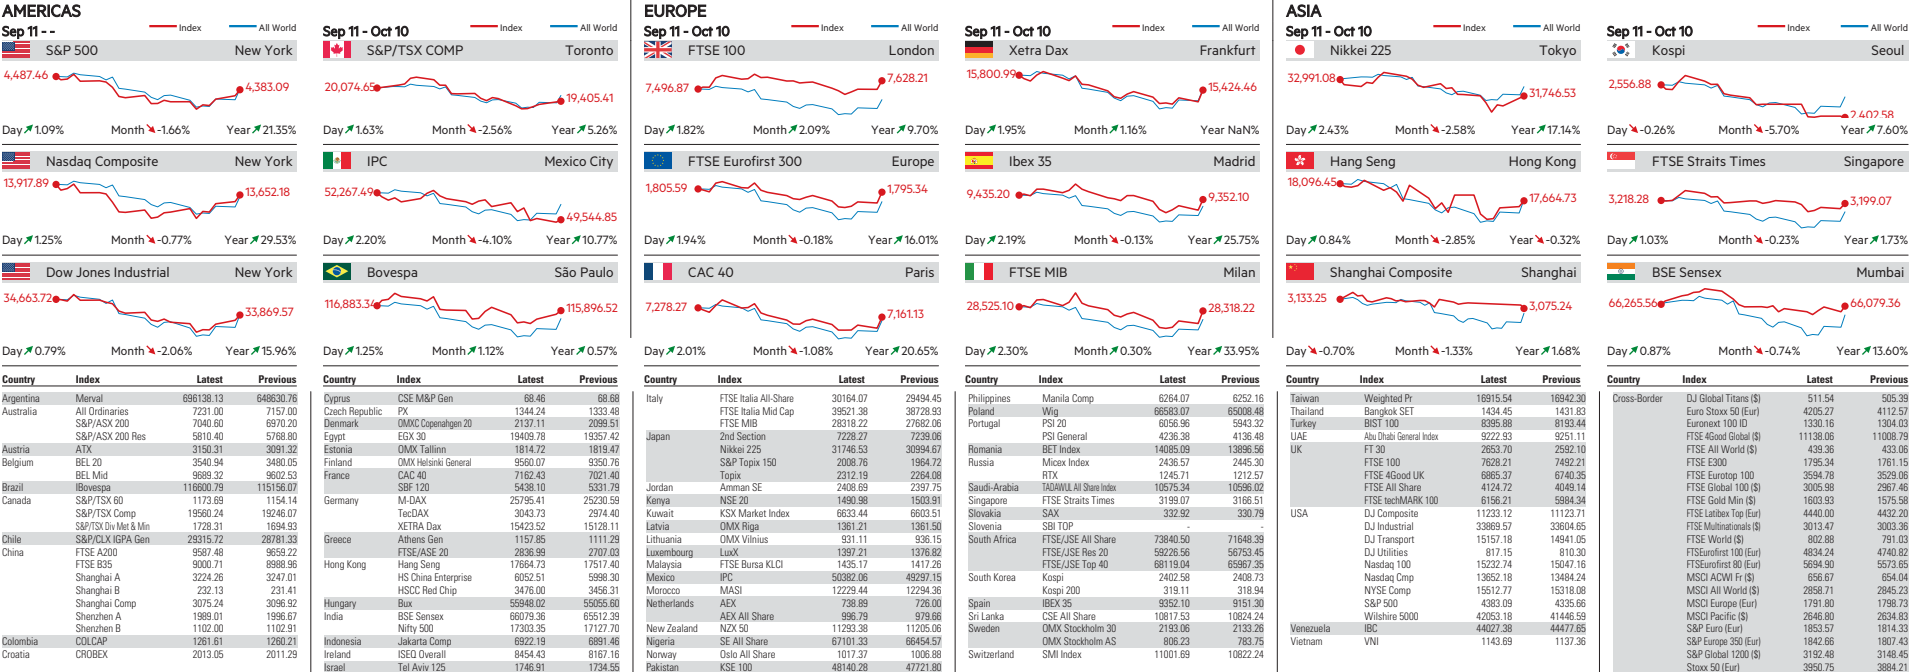 AMERICAS
Sep 11 - -
Index All World
S&P 500 New York
4,487.46
4,383.09
Day 1.09% Month -1.66% Year 21.35%
Nasdaq Composite New York
13,917.89
13,652.18
Day 1.25% Month -0.77% Year 29.53%
Dow Jones Industrial New York
34,663.72
33,869.57
Day 0.79% Month -2.06% Year 15.96%
Sep 11 - Oct 10
Index All World
S&P/TSX COMP Toronto
20,074.65
19,405.41
Day 1.63% Month -2.56% Year 5.26%
IPC Mexico City
52,267.49
49,544.85
Day 2.20% Month -4.10% Year 10.77%
Bovespa São Paulo
116,883.34
115,896.52
Day 1.25% Month 1.12% Year 0.57%
EUROPE
Sep 11 - Oct 10
Index All World
FTSE 100 London
7,496.87
7,628.21
Day 1.82% Month 2.09% Year 9.70%
FTSE Eurofirst 300 Europe
1,805.59
1,795.34
Day 1.94% Month -0.18% Year 16.01%
CAC 40 Paris
7,278.27
7,161.13
Day 2.01% Month -1.08% Year 20.65%
Sep 11 - Oct 10
Index All World
Xetra Dax Frankfurt
15,800.99
15,424.46
Day 1.95% Month 1.16% Year NaN%
Ibex 35 Madrid
9,435.20
9,352.10
Day 2.19% Month -0.13% Year 25.75%
FTSE MIB Milan
28,525.10
28,318.22
Day 2.30% Month 0.30% Year 33.95%
ASIA
Sep 11 - Oct 10
Index All World
Nikkei 225 Tokyo
32,991.08
31,746.53
Day 2.43% Month -2.58% Year 17.14%
Hang Seng Hong Kong
18,096.45
17,664.73
Day 0.84% Month -2.85% Year -0.32%
Shanghai Composite Shanghai
3,133.25
3,075.24
Day -0.70% Month -1.33% Year 1.68%
Sep 11 - Oct 10
Index All World
Kospi Seoul
2,556.88
2,402.58
Day -0.26% Month -5.70% Year 7.60%
FTSE Straits Times Singapore
3,218.28
3,199.07
Day 1.03% Month -0.23% Year 1.73%
BSE Sensex Mumbai
66,265.56
66,079.36
Day 0.87% Month -0.74% Year 13.60%
Country Index Latest Previous
Argentina Merval 696138.13 648630.76
Australia All Ordinaries 7231.00 7157.00
S&P/ASX 200 7040.60 6970.20
S&P/ASX 200 Res 5810.40 5768.80
Austria ATX 3150.31 3091.32
Belgium BEL 20 3540.94 3480.05
BEL Mid 9689.32 9602.53
Brazil IBovespa 116600.79 115156.07
Canada S&P/TSX 60 1173.69 1154.14
S&P/TSX Comp 19560.24 19246.07
S&P/TSX Div Met & Min 1728.31 1694.93
Chile S&P/CLX IGPA Gen 29315.72 28781.33
China FTSE A200 9587.48 9659.22
FTSE B35 9000.71 8988.96
Shanghai A 3224.26 3247.01
Shanghai B 232.13 231.41
Shanghai Comp 3075.24 3096.92
Shenzhen A 1989.01 1996.67
Shenzhen B 1102.00 1102.91
Colombia COLCAP 1261.61 1260.21
Croatia CROBEX 2013.05 2011.29
Country Index Latest Previous
Cyprus CSE M&P Gen 68.46 68.68
Czech Republic PX 1344.24 1333.48
Denmark OMXC Copenahgen 20 2137.11 2099.51
Egypt EGX 30 19409.78 19357.42
Estonia OMX Tallinn 1814.72 1819.47
Finland OMX Helsinki General 9560.07 9350.76
France CAC 40 7162.43 7021.40
SBF 120 5438.10 5331.79
Germany M-DAX 25795.41 25230.59
TecDAX 3043.73 2974.40
XETRA Dax 15423.52 15128.11
Greece Athens Gen 1157.85 1111.29
FTSE/ASE 20 2836.99 2707.03
Hong Kong Hang Seng 17664.73 17517.40
HS China Enterprise 6052.51 5998.30
HSCC Red Chip 3476.00 3456.31
Hungary Bux 55948.02 55055.60
India BSE Sensex 66079.36 65512.39
Nifty 500 17303.35 17127.70
Indonesia Jakarta Comp 6922.19 6891.46
Ireland ISEQ Overall 8454.43 8167.16
Israel Tel Aviv 125 1746.91 1734.55
Country Index Latest Previous
Italy FTSE Italia All-Share 30164.07 29494.45
FTSE Italia Mid Cap 39521.38 38728.93
FTSE MIB 28318.22 27682.06
Japan 2nd Section 7228.27 7239.06
Nikkei 225 31746.53 30994.67
S&P Topix 150 2008.76 1964.72
Topix 2312.19 2264.08
Jordan Amman SE 2408.69 2397.75
Kenya NSE 20 1490.98 1503.91
Kuwait KSX Market Index 6633.44 6603.51
Latvia OMX Riga 1361.21 1361.50
Lithuania OMX Vilnius 931.11 936.15
Luxembourg LuxX 1397.21 1376.82
Malaysia FTSE Bursa KLCI 1435.17 1417.26
Mexico IPC 50382.06 49297.15
Morocco MASI 12229.44 12294.36
Netherlands AEX 738.89 726.00
AEX All Share 996.79 979.66
New Zealand NZX 50 11293.38 11205.06
Nigeria SE All Share 67101.33 66454.57
Norway Oslo All Share 1017.37 1006.88
Pakistan KSE 100 48140.28 47721.80
Country Index Latest Previous
Philippines Manila Comp 6264.07 6252.16
Poland Wig 66583.07 65008.48
Portugal PSI 20 6056.96 5943.32
PSI General 4236.38 4136.48
Romania BET Index 14085.09 13896.56
Russia Micex Index 2436.57 2445.30
RTX 1245.71 1212.57
Saudi-Arabia TADAWUL All Share Index 10575.34 10596.02
Singapore FTSE Straits Times 3199.07 3166.51
Slovakia SAX 332.92 330.79
Slovenia SBI TOP - -
South Africa FTSE/JSE All Share 73840.50 71648.39
FTSE/JSE Res 20 59226.56 56753.45
FTSE/JSE Top 40 68119.04 65967.35
South Korea Kospi 2402.58 2408.73
Kospi 200 319.11 318.94
Spain IBEX 35 9352.10 9151.30
Sri Lanka CSE All Share 10817.53 10824.24
Sweden OMX Stockholm 30 2193.06 2133.26
OMX Stockholm AS 806.23 783.75
Switzerland SMI Index 11001.69 10822.24
Country Index Latest Previous
Taiwan Weighted Pr 16915.54 16942.30
Thailand Bangkok SET 1434.45 1431.83
Turkey BIST 100 8395.88 8193.44
UAE Abu Dhabi General Index 9222.93 9251.11
UK FT 30 2653.70 2592.10
FTSE 100 7628.21 7492.21
FTSE 4Good UK 6865.37 6740.35
FTSE All Share 4124.72 4049.14
FTSE techMARK 100 6156.21 5984.34
USA DJ Composite 11233.12 11123.71
DJ Industrial 33869.57 33604.65
DJ Transport 15157.18 14941.05
DJ Utilities 817.15 810.30
Nasdaq 100 15232.74 15047.16
Nasdaq Cmp 13652.18 13484.24
NYSE Comp 15512.77 15318.08
S&P 500 4383.09 4335.66
Wilshire 5000 42053.18 41446.59
Venezuela IBC 44027.38 44477.65
Vietnam VNI 1143.69 1137.36
Country Index Latest Previous
Cross-Border DJ Global Titans ($) 511.54 505.39
Euro Stoxx 50 (Eur) 4205.27 4112.57
Euronext 100 ID 1330.16 1304.03
FTSE 4Good Global ($) 11138.06 11008.79
FTSE All World ($) 439.36 433.06
FTSE E300 1795.34 1761.15
FTSE Eurotop 100 3594.78 3529.06
FTSE Global 100 ($) 3005.98 2967.46
FTSE Gold Min ($) 1603.93 1575.58
FTSE Latibex Top (Eur) 4440.00 4432.20
FTSE Multinationals ($) 3013.47 3003.36
FTSE World ($) 802.88 791.03
FTSEurofirst 100 (Eur) 4834.24 4740.82
FTSEurofirst 80 (Eur) 5694.90 5573.65
MSCI ACWI Fr ($) 656.67 654.04
MSCI All World ($) 2858.71 2845.23
MSCI Europe (Eur) 1791.80 1798.73
MSCI Pacific ($) 2646.80 2634.83
S&P Euro (Eur) 1853.57 1814.33
S&P Europe 350 (Eur) 1842.66 1807.43
S&P Global 1200 ($) 3192.48 3148.45
Stoxx 50 (Eur) 3950.75 3884.21